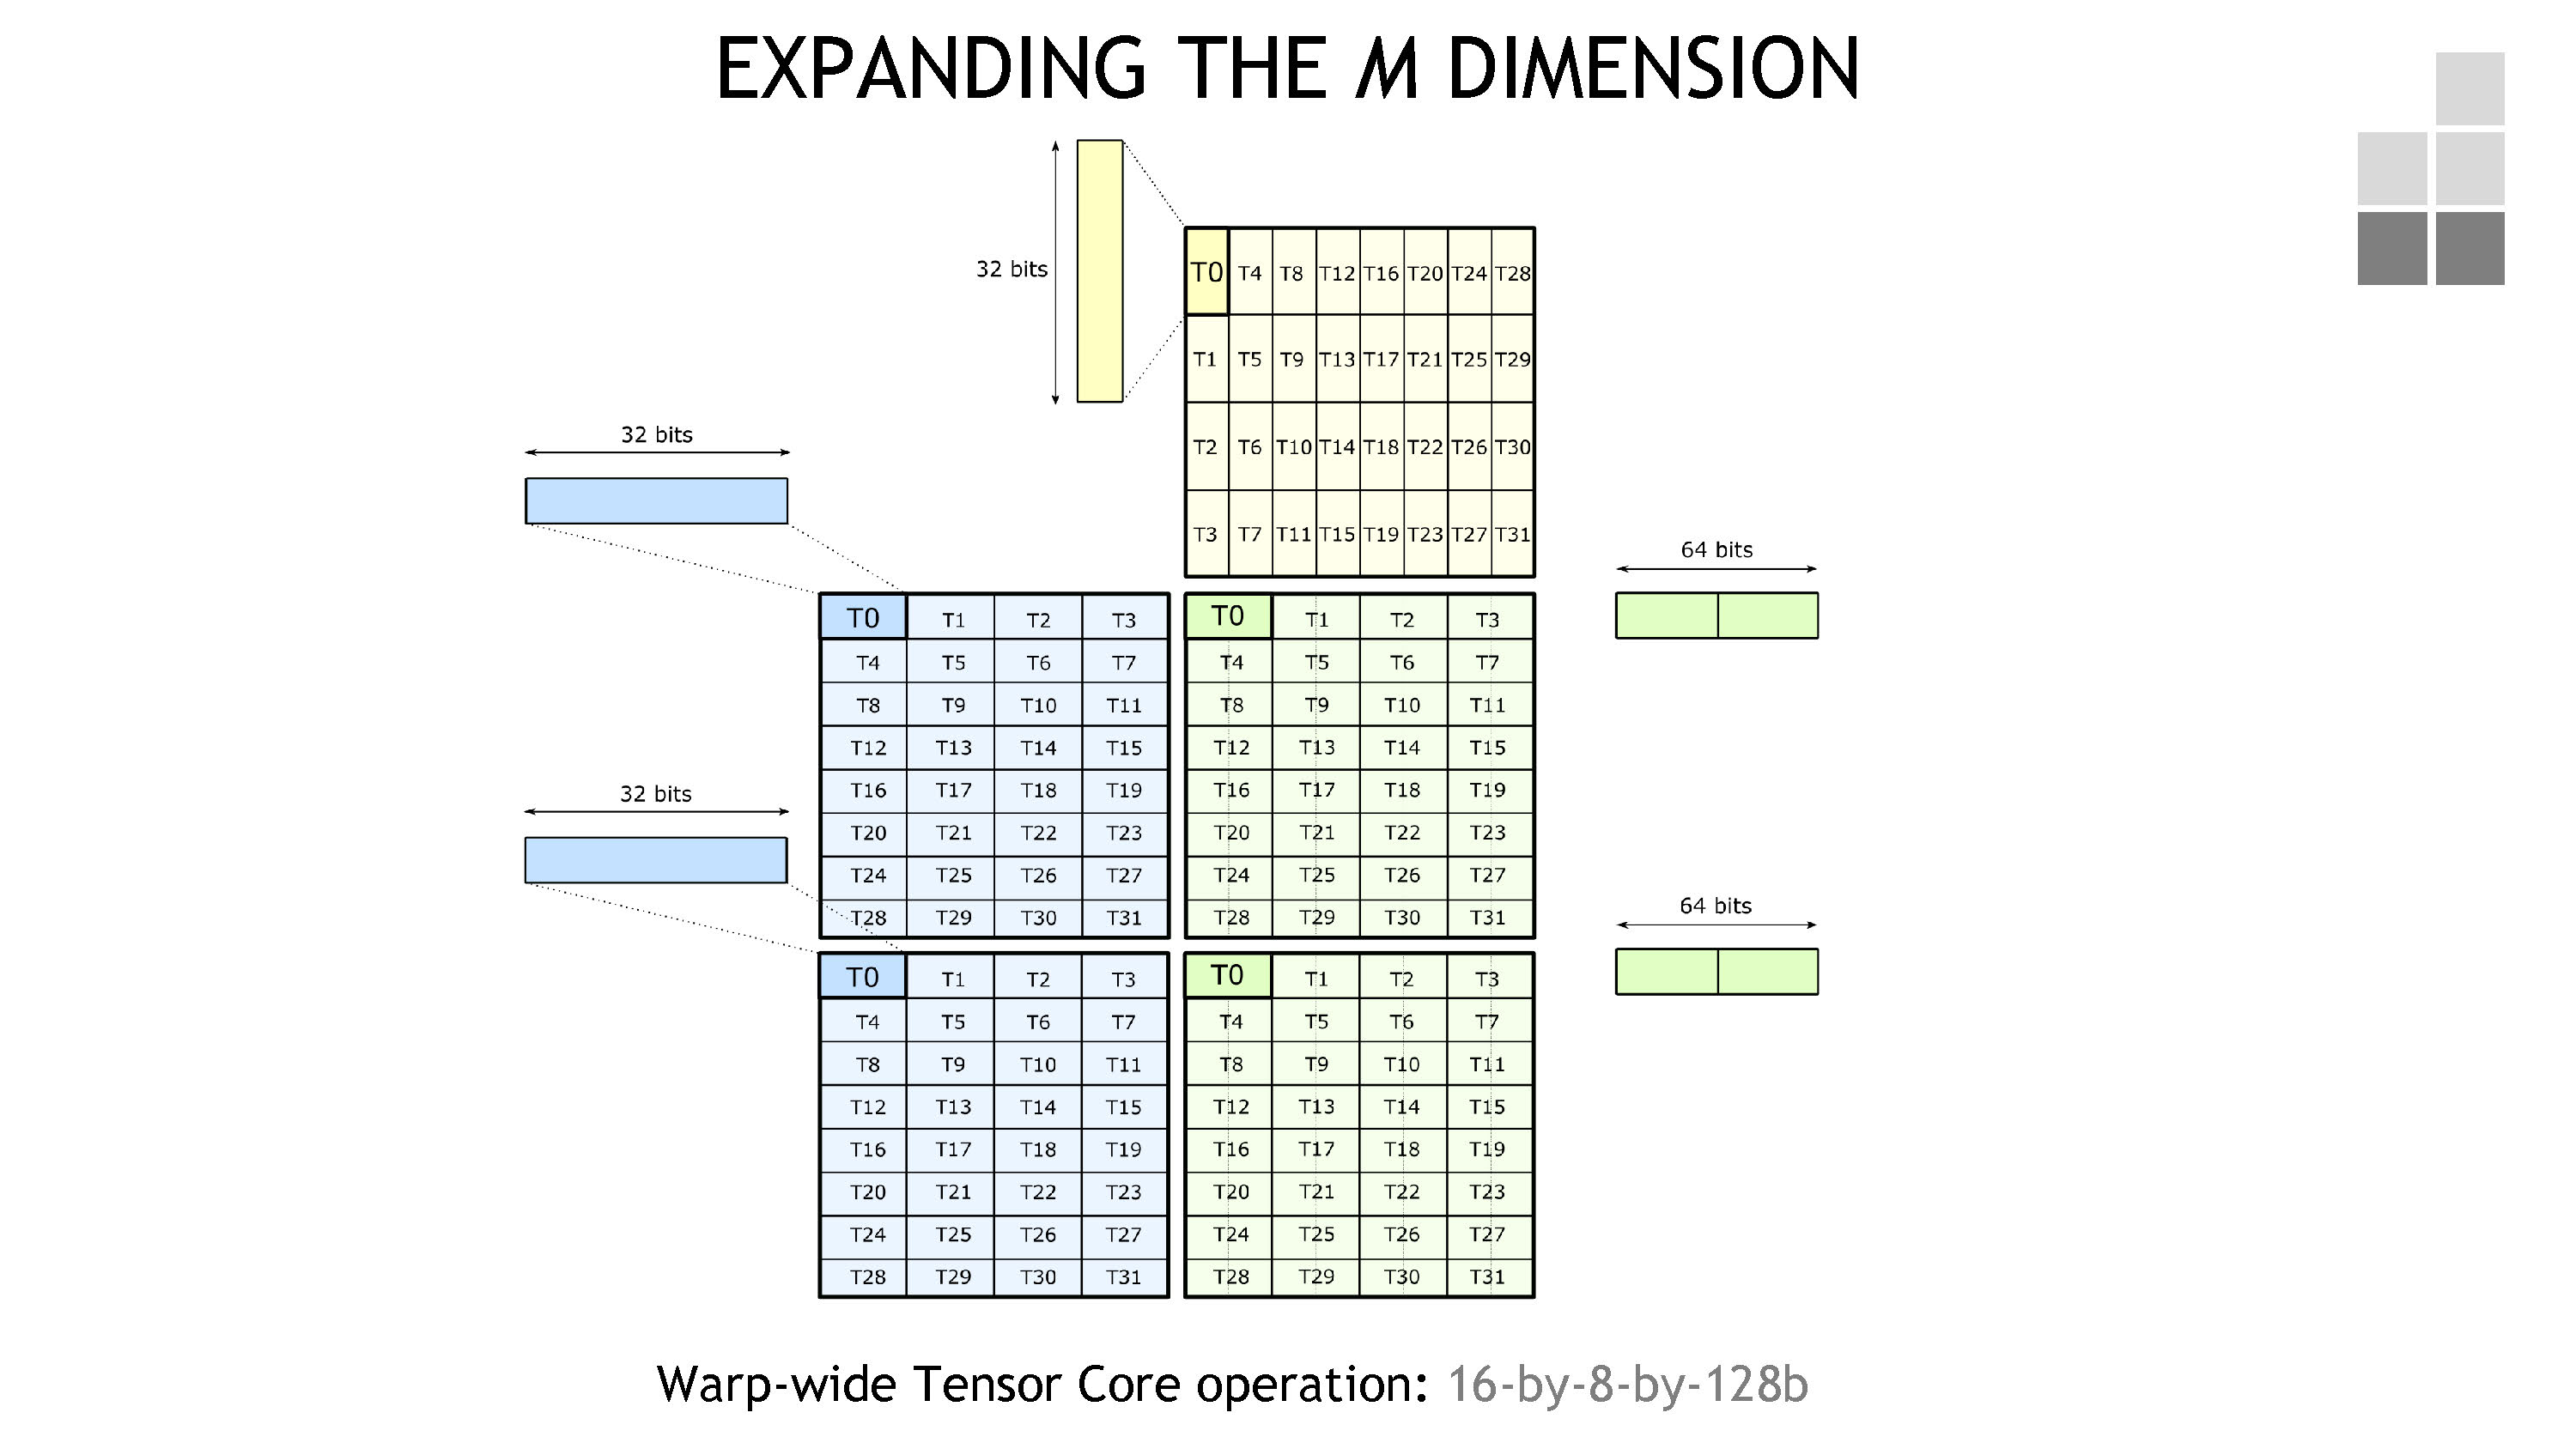 EXPANDING THE M DIMENSION
32 bits
T0 T4 T8 T12 T16 T20 T24 T28
T1 T5 T9 T13 T17 T21 T25 T29
T2 T6 T10 T14 T18 T22 T26 T30
T3 T7 T11 T15 T19 T23 T27 T31
32 bits
64 bits
T0 T1 T2 T3 T0 T1 T2 T3
T4 T5 T6 T7 T4 T5 T6 T7
T8 T9 T10 T11 T8 T9 T10 T11
T12 T13 T14 T15 T12 T13 T14 T15
T16 T17 T18 T19 T16 T17 T18 T19
T20 T21 T22 T23 T20 T21 T22 T23
T24 T25 T26 T27 T24 T25 T26 T27
T28 T29 T30 T31 T28 T29 T30 T31
32 bits
64 bits
T0 T1 T2 T3 T0 T1 T2 T3
T4 T5 T6 T7 T4 T5 T6 T7
T8 T9 T10 T11 T8 T9 T10 T11
T12 T13 T14 T15 T12 T13 T14 T15
T16 T17 T18 T19 T16 T17 T18 T19
T20 T21 T22 T23 T20 T21 T22 T23
T24 T25 T26 T27 T24 T25 T26 T27
T28 T29 T30 T31 T28 T29 T30 T31
Warp-wide Tensor Core operation: 16-by-8-by-128b